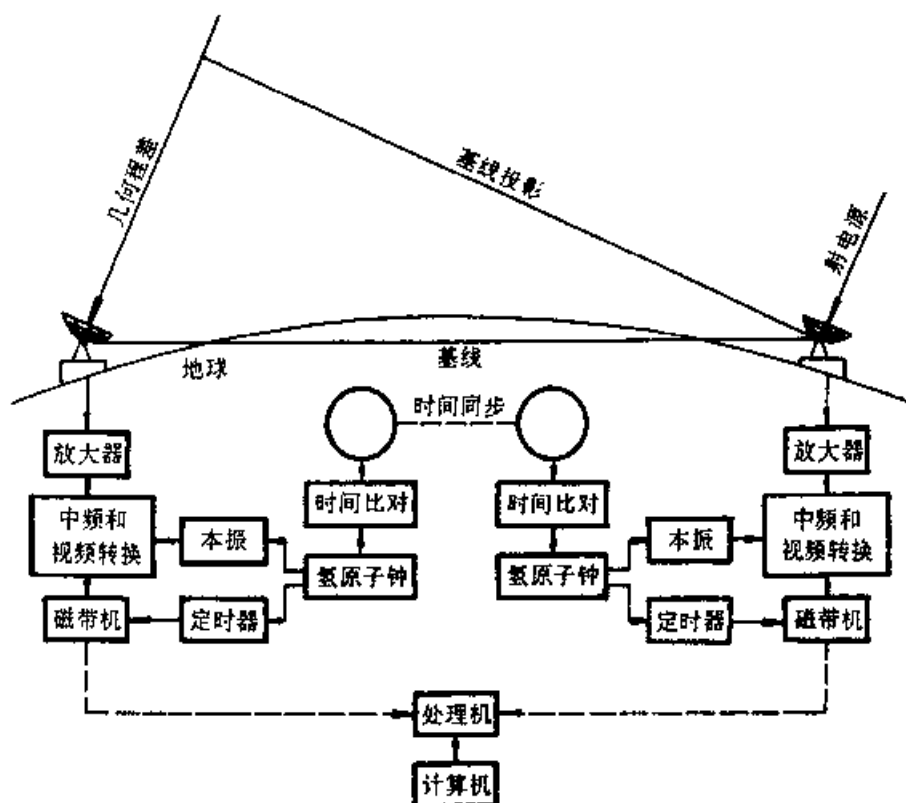 几何程差
基线投影
射电源
地球
基线
时间同步
放大器
放大器
时间比对
时间比对
中频和
视频转换
本振
本振
中频和
视频转换
氢原子钟
氢原子钟
磁带机
定时器
定时器
磁带机
处理机
计算机